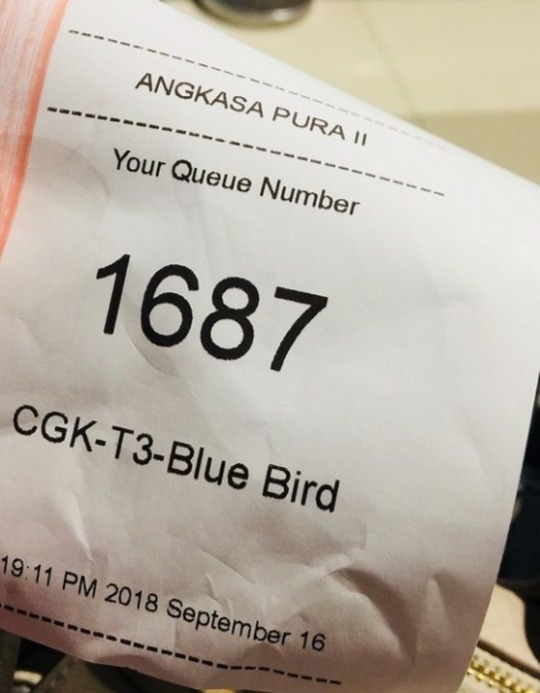 ANGKASA PURA II
Your Queue Number
1687
CGK-T3-Blue Bird
19:11 PM 2018 September 16